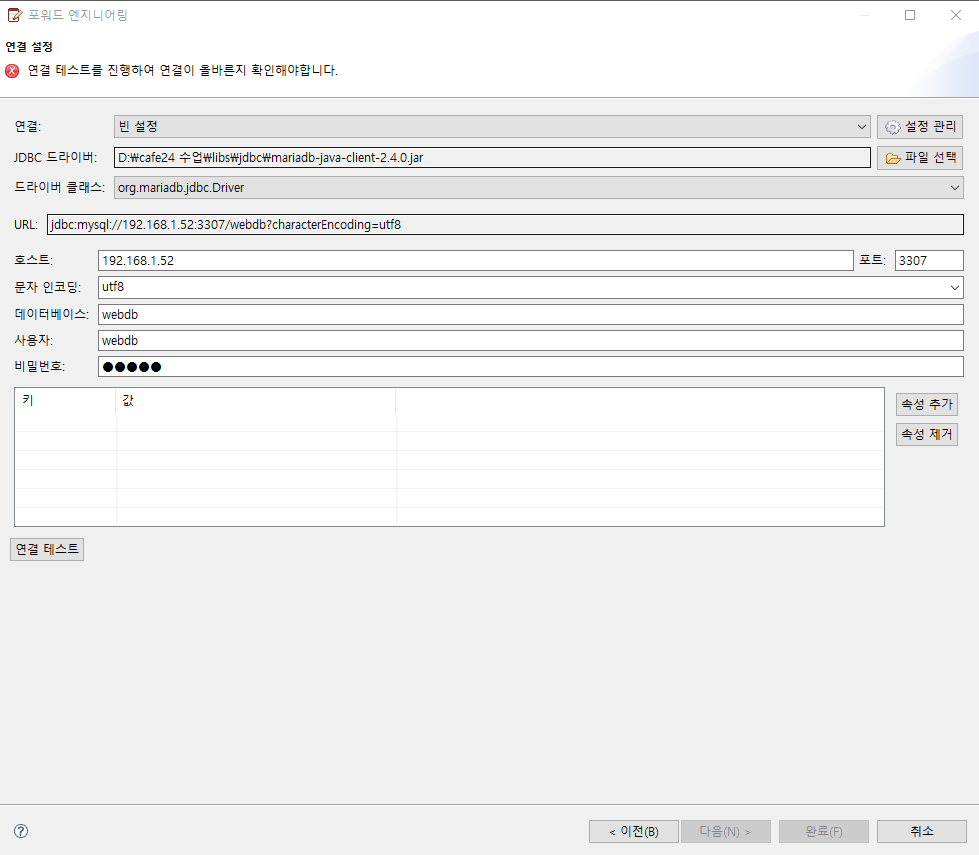 포워드 엔지니어링
연결 설정
연결 테스트를 진행하여 연결이 올바른지 확인해야합니다.
연결: 빈 설정 설정 관리
JDBC 드라이버: D:₩cafe24 수업₩libs₩jdbc₩mariadb-java-client-2.4.0.jar 파일 선택
드라이버 클래스: org.mariadb.jdbc.Driver
URL: jdbc:mysql://192.168.1.52:3307/webdb?characterEncoding=utf8
호스트: 192.168.1.52 포트: 3307
문자 인코딩: utf8
데이터베이스: webdb
사용자: webdb
비밀번호: ●●●●●
키 값 속성 추가
속성 제거
연결 테스트
< 이전(B) 다음(N) > 완료(F) 취소